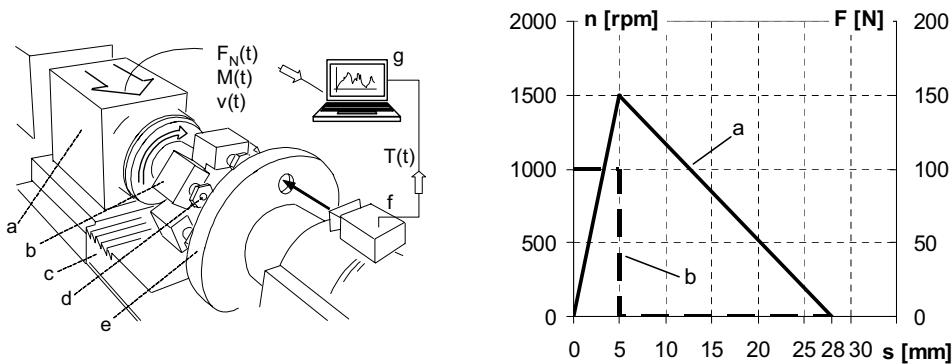 F_N(t)
M(t)
v(t)
g
T(t)
f
a
b
c
d
e
2000 n [rpm] F [N] 200
1500 150
1000 100
500 50
0 0
a
b
0 5 10 15 20 25 28 30 s [mm]